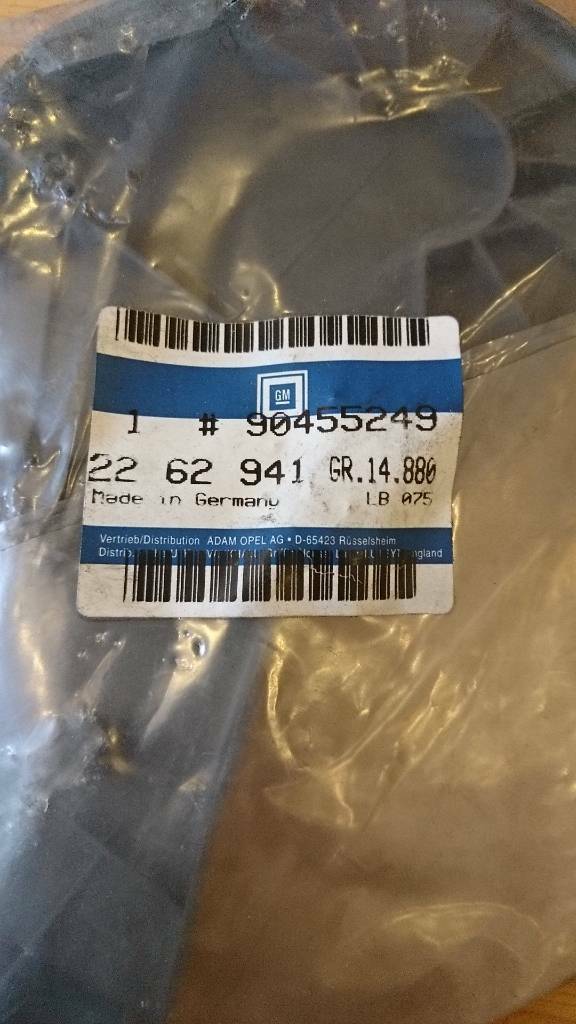 GM
1 # 90455249
22 62 941 GR.14.880
Made in Germany LB 075
Vertrieb/Distribution ADAM OPEL AG • D-65423 Rüsselsheim
England